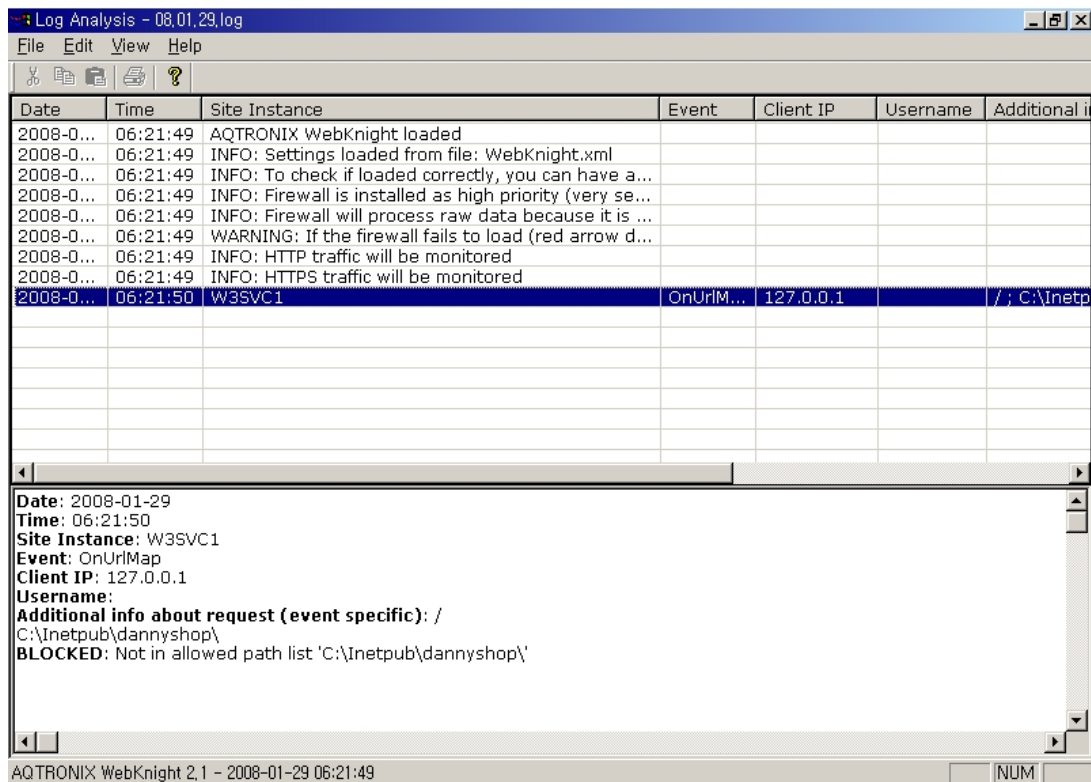 Log Analysis - 08,01,29,log
File Edit View Help
Date Time Site Instance Event Client IP Username Additional i
2008-0... 06:21:49 AQTRONIX WebKnight loaded
2008-0... 06:21:49 INFO: Settings loaded from file: WebKnight.xml
2008-0... 06:21:49 INFO: To check if loaded correctly, you can have a...
2008-0... 06:21:49 INFO: Firewall is installed as high priority (very se...
2008-0... 06:21:49 INFO: Firewall will process raw data because it is ...
2008-0... 06:21:49 WARNING: If the firewall fails to load (red arrow d...
2008-0... 06:21:49 INFO: HTTP traffic will be monitored
2008-0... 06:21:49 INFO: HTTPS traffic will be monitored
2008-0... 06:21:50 W3SVC1 OnUrlM... 127.0.0.1 / ; C:\Inetp
Date: 2008-01-29
Time: 06:21:50
Site Instance: W3SVC1
Event: OnUrlMap
Client IP: 127.0.0.1
Username:
Additional info about request (event specific): /
C:\Inetpub\dannyshop\
BLOCKED: Not in allowed path list 'C:\Inetpub\dannyshop\'
AQTRONIX WebKnight 2,1 - 2008-01-29 06:21:49 NUM